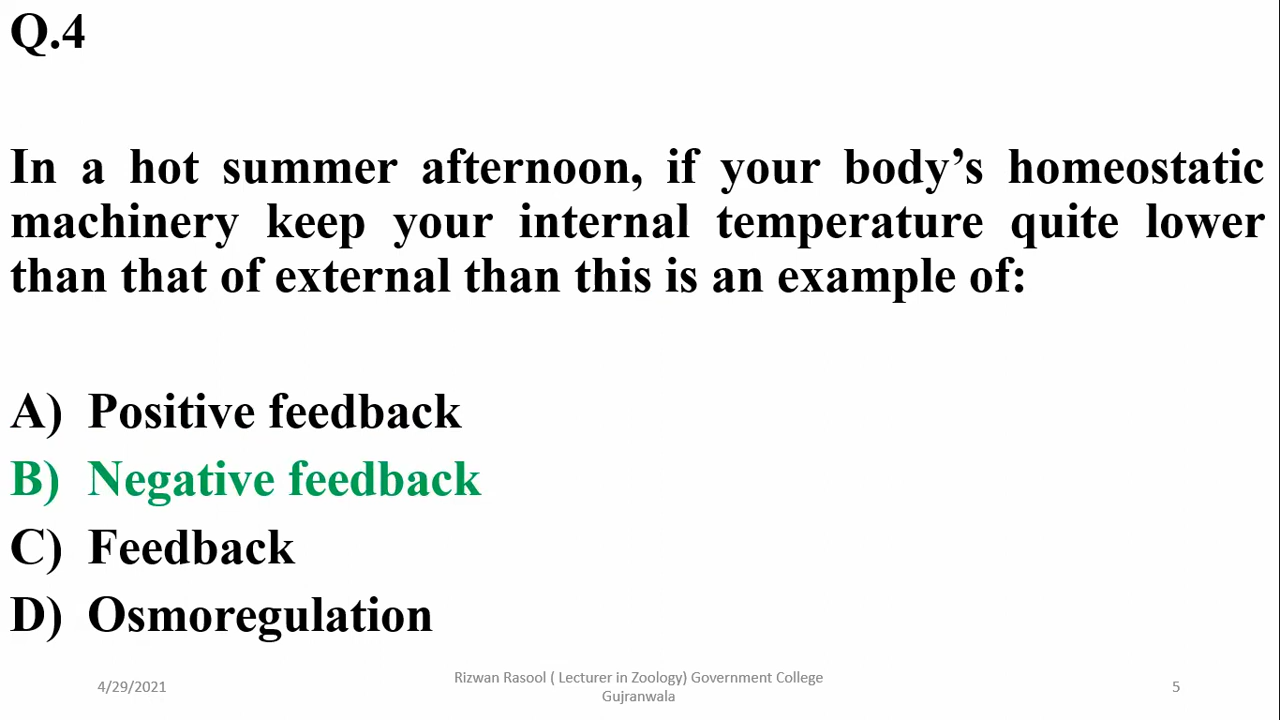 Q.4
In a hot summer afternoon, if your body’s homeostatic
machinery keep your internal temperature quite lower
than that of external than this is an example of:
A) Positive feedback
B) Negative feedback
C) Feedback
D) Osmoregulation
4/29/2021
Rizwan Rasool ( Lecturer in Zoology) Government College
Gujranwala
5